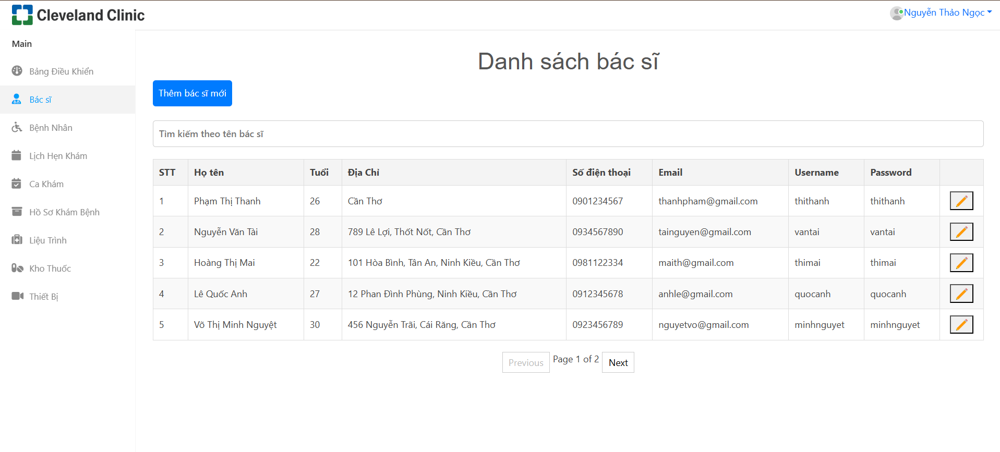 Cleveland Clinic
Nguyễn Thảo Ngọc
Main
Bảng Điều Khiển
Bác sĩ
Bệnh Nhân
Lịch Hẹn Khám
Ca Khám
Hồ Sơ Khám Bệnh
Liệu Trình
Kho Thuốc
Thiết Bị
Danh sách bác sĩ
Thêm bác sĩ mới
Tìm kiếm theo tên bác sĩ
STT Họ tên Tuổi Địa Chỉ Số điện thoại Email Username Password
1 Phạm Thị Thanh 26 Cần Thơ 0901234567 thanhpham@gmail.com thithanh thithanh
2 Nguyễn Văn Tài 28 789 Lê Lợi, Thốt Nốt, Cần Thơ 0934567890 tainguyen@gmail.com vantai vantai
3 Hoàng Thị Mai 22 101 Hòa Bình, Tân An, Ninh Kiều, Cần Thơ 0981122334 maith@gmail.com thimai thimai
4 Lê Quốc Anh 27 12 Phan Đình Phùng, Ninh Kiều, Cần Thơ 0912345678 anhle@gmail.com quocanh quocanh
5 Võ Thị Minh Nguyệt 30 456 Nguyễn Trãi, Cái Răng, Cần Thơ 0923456789 nguyetvo@gmail.com minhnguyet minhnguyet
Previous Page 1 of 2 Next